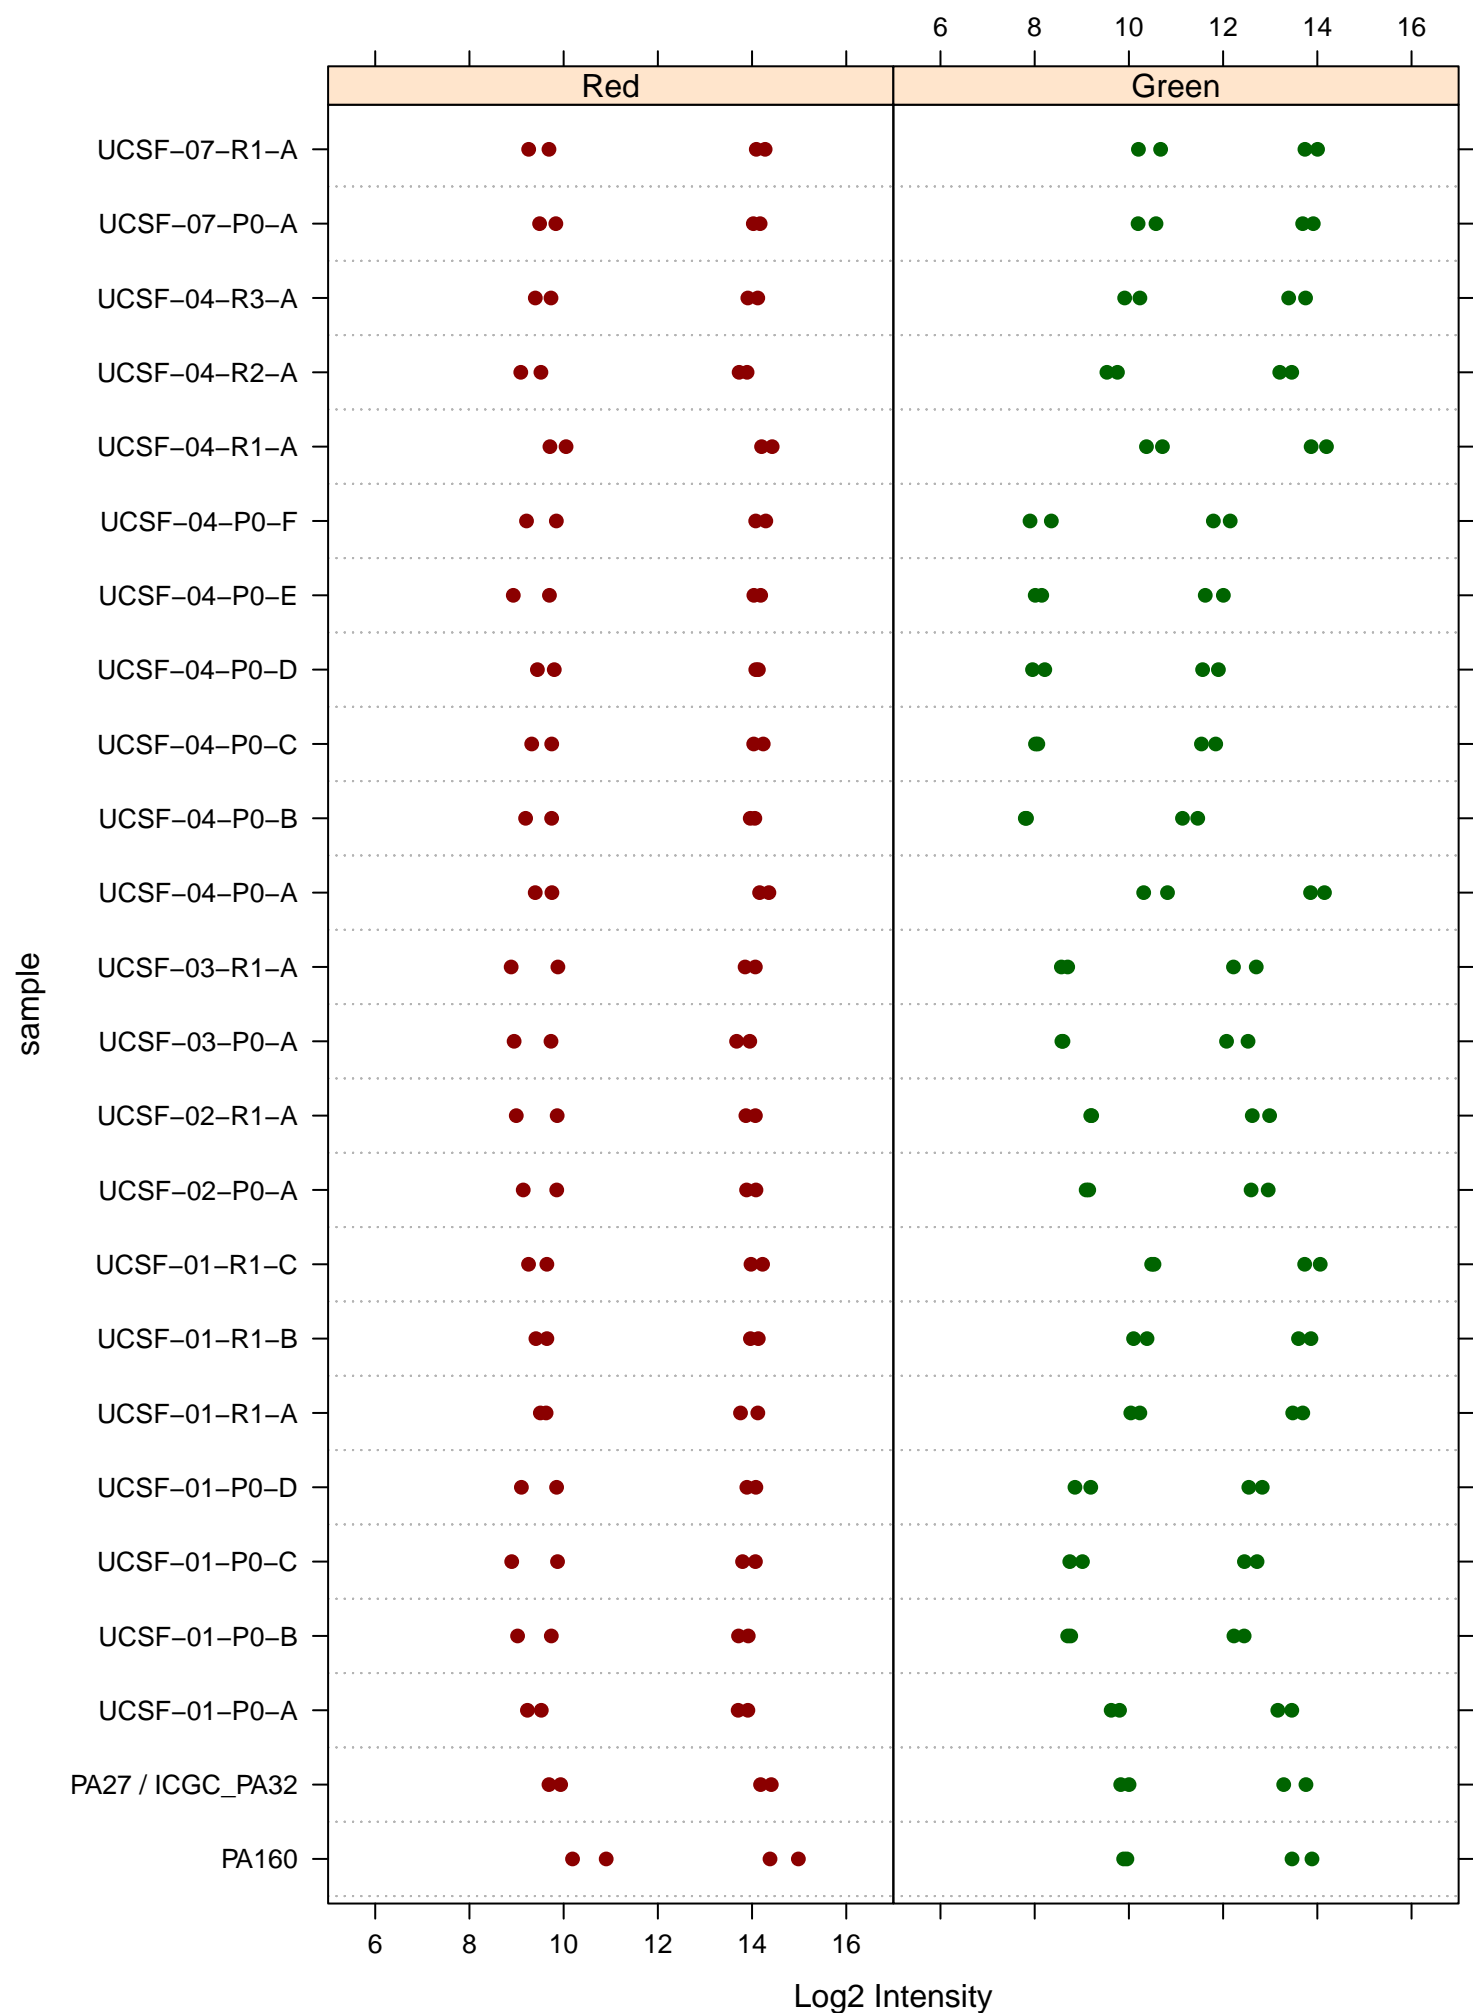 6 8 10 12 14 16
Red Green
UCSF−07−R1−A
UCSF−07−P0−A
UCSF−04−R3−A
UCSF−04−R2−A
UCSF−04−R1−A
UCSF−04−P0−F
UCSF−04−P0−E
UCSF−04−P0−D
UCSF−04−P0−C
UCSF−04−P0−B
UCSF−04−P0−A
UCSF−03−R1−A
UCSF−03−P0−A
UCSF−02−R1−A
UCSF−02−P0−A
UCSF−01−R1−C
UCSF−01−R1−B
UCSF−01−R1−A
UCSF−01−P0−D
UCSF−01−P0−C
UCSF−01−P0−B
UCSF−01−P0−A
PA27 / ICGC_PA32
PA160
sample
6 8 10 12 14 16
Log2 Intensity